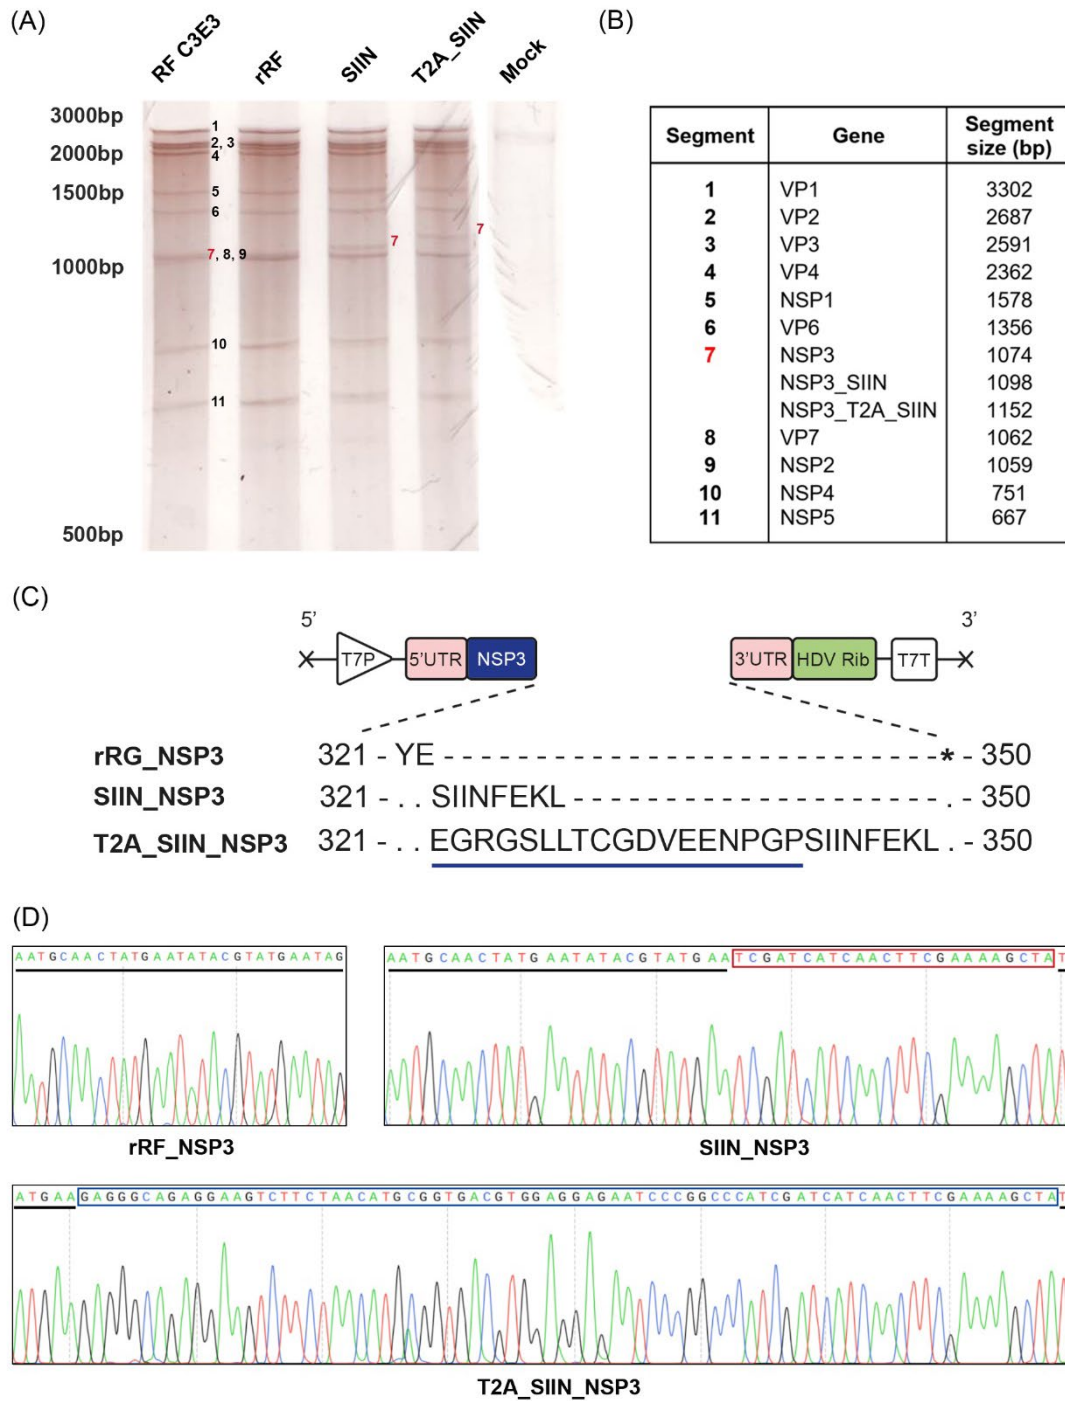 (A)
RF C3E3
rRF
SIIN
T2A_SIIN
Mock
3000bp
2000bp
1500bp
1000bp
500bp
1
2, 3
4
5
6
7, 8, 9
10
11
7
7
(B)
Segment Gene Segment size (bp)
1 VP1 3302
2 VP2 2687
3 VP3 2591
4 VP4 2362
5 NSP1 1578
6 VP6 1356
7 NSP3 1074
NSP3_SIIN 1098
NSP3_T2A_SIIN 1152
8 VP7 1062
9 NSP2 1059
10 NSP4 751
11 NSP5 667
(C)
5' 3'
T7P 5'UTR NSP3 3'UTR HDV Rib T7T
rRG_NSP3 321 - YE - - - - - - - - - - - - - - - - - - - - - - - - - * - 350
SIIN_NSP3 321 - . . SIINFEKL - - - - - - - - - - - - - - - - - - . - 350
T2A_SIIN_NSP3 321 - . . EGRGSLLTCGDVEENPGPSIINFEKL . - 350
(D)
AATGCAACTATGAATATACGTATGAATAG
rRF_NSP3
AATGCAACTATGAATATACGTATGAATCGATCATCAACTTCGAAAAGCTAT
SIIN_NSP3
ATGAAGAGGGCAGAGGAAGTCTTCTAACATGCGGTGACGTGGAGGAGAATCCCGGCCCATCGATCATCAACTTCGAAAAGCTAT
T2A_SIIN_NSP3